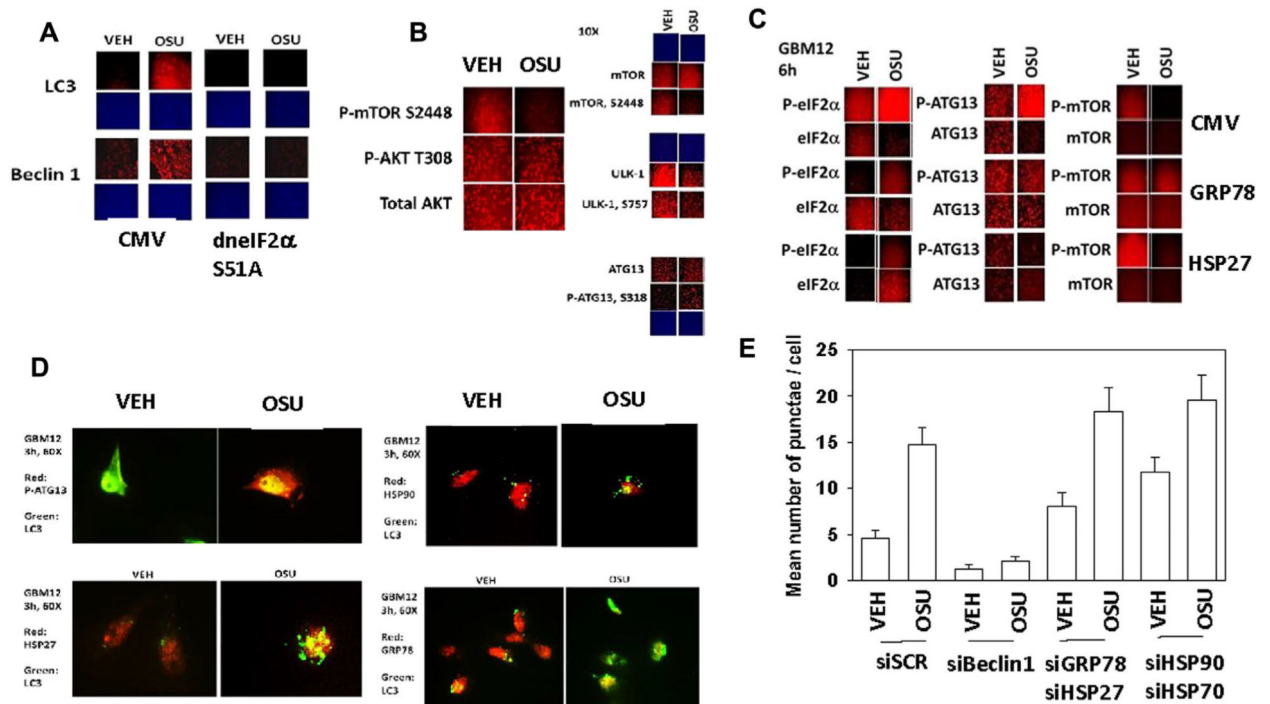 A
VEH OSU VEH OSU
LC3
Beclin 1
CMV dneIF2α
S51A
B
VEH OSU
P-mTOR S2448
P-AKT T308
Total AKT
10X VEH OSU
mTOR
mTOR, S2448
ULK-1
ULK-1, S757
ATG13
P-ATG13, S318
C
GBM12
6h
VEH OSU VEH OSU VEH OSU
P-eIF2α P-ATG13 P-mTOR
CMV
eIF2α ATG13 mTOR
P-eIF2α P-ATG13 P-mTOR
GRP78
eIF2α ATG13 mTOR
P-eIF2α P-ATG13 P-mTOR
HSP27
eIF2α ATG13 mTOR
D
VEH OSU
GBM12
3h, 60X
Red:
P-ATG13
Green:
LC3
VEH OSU
GBM12
3h, 60X
Red:
HSP90
Green:
LC3
VEH OSU
GBM12
3h, 60X
Red:
HSP27
Green:
LC3
VEH OSU
GBM12
3h, 60X
Red:
GRP78
Green:
LC3
E
Mean number of punctae / cell
25
20
15
10
5
0
VEH OSU VEH OSU VEH OSU VEH OSU
siSCR siBeclin1 siGRP78 siHSP90
siHSP27 siHSP70